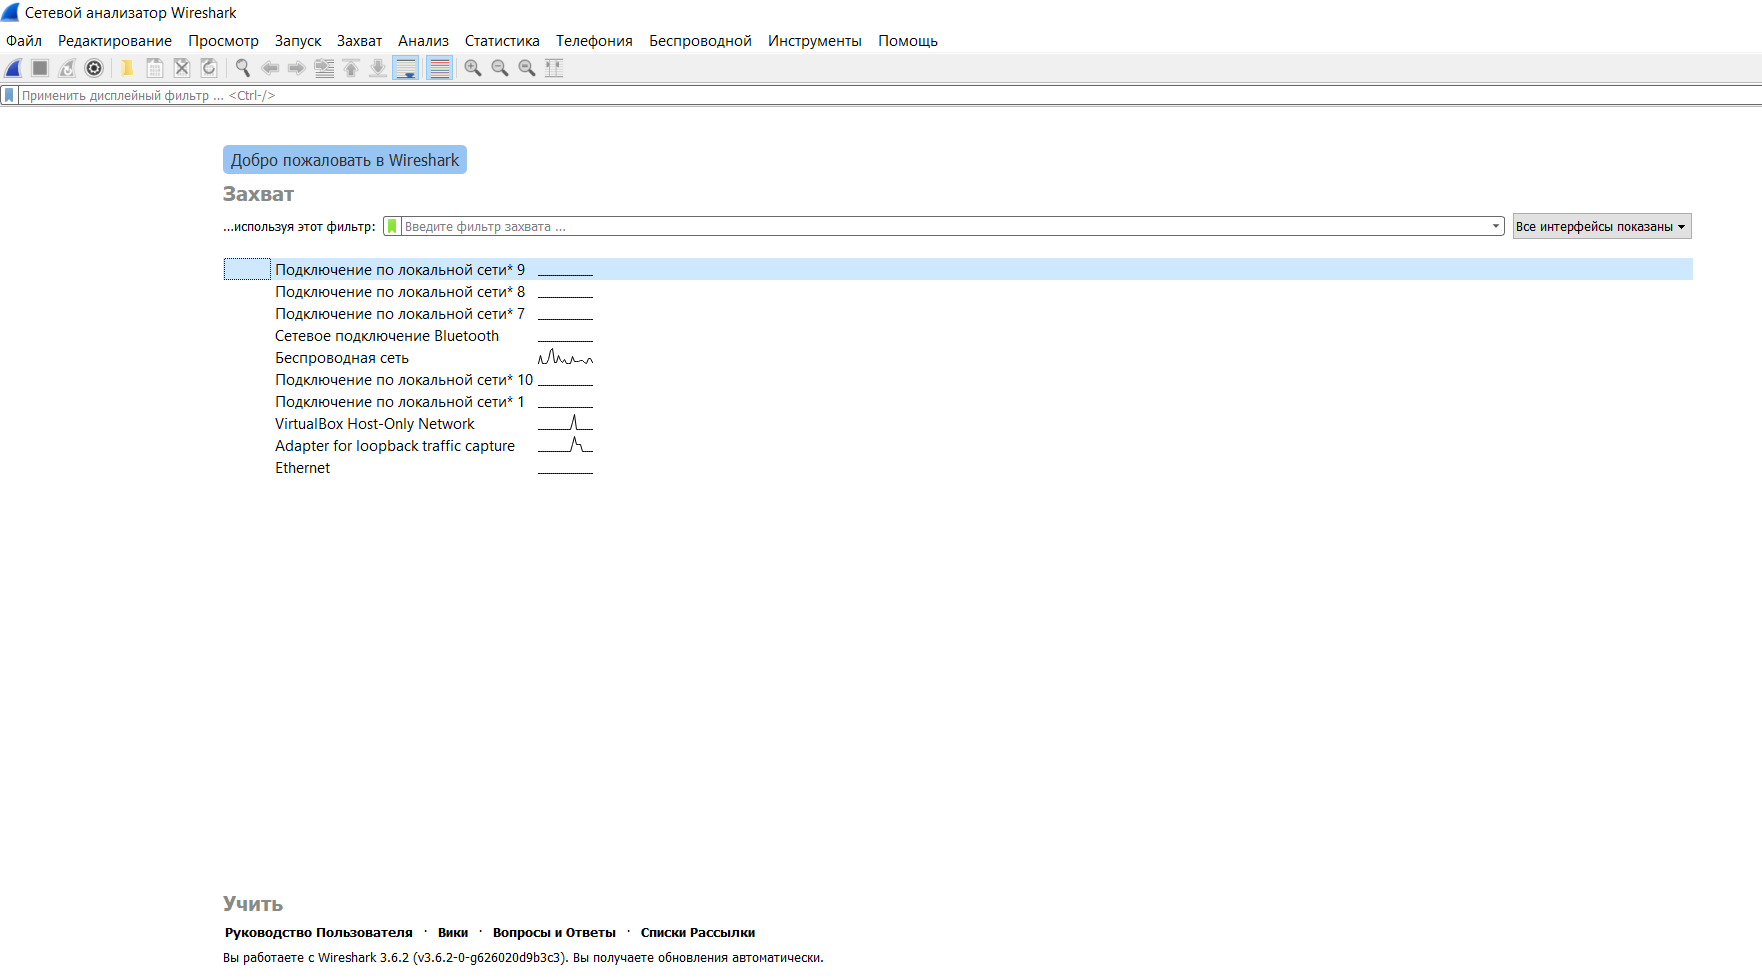 Сетевой анализатор Wireshark
Файл Редактирование Просмотр Запуск Захват Анализ Статистика Телефония Беспроводной Инструменты Помощь
Применить дисплейный фильтр ... <Ctrl-/>
Добро пожаловать в Wireshark
Захват
...используя этот фильтр: Введите фильтр захвата ... Все интерфейсы показаны
Подключение по локальной сети* 9
Подключение по локальной сети* 8
Подключение по локальной сети* 7
Сетевое подключение Bluetooth
Беспроводная сеть
Подключение по локальной сети* 10
Подключение по локальной сети* 1
VirtualBox Host-Only Network
Adapter for loopback traffic capture
Ethernet
Учить
Руководство Пользователя · Вики · Вопросы и Ответы · Списки Рассылки
Вы работаете с Wireshark 3.6.2 (v3.6.2-0-g626020d9b3c3). Вы получаете обновления автоматически.